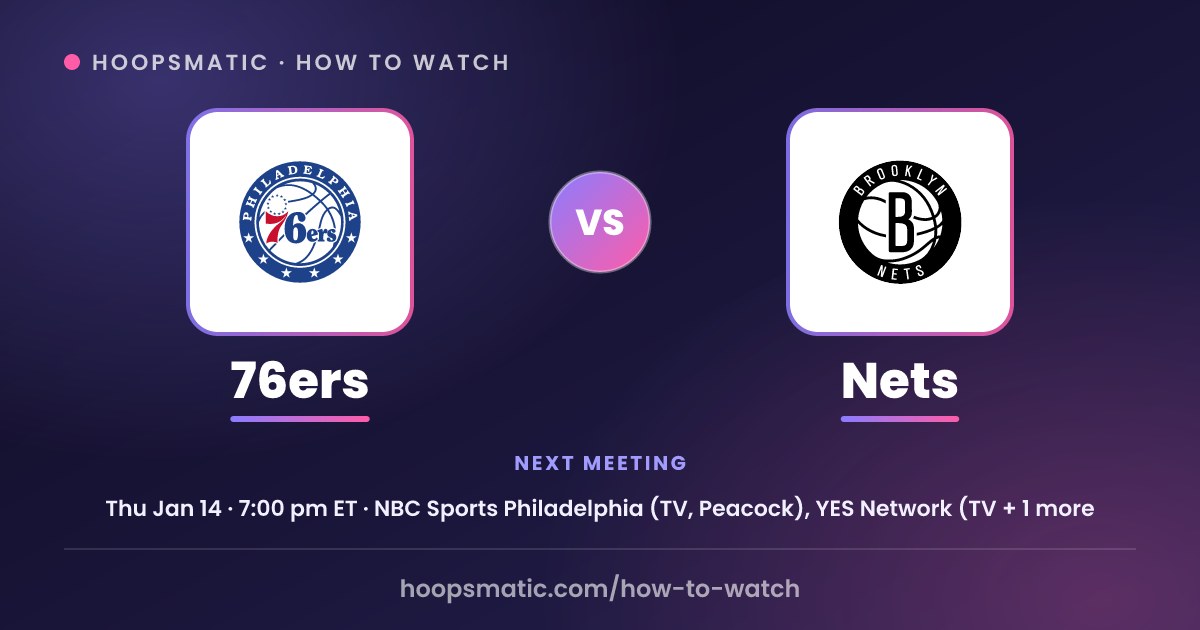 HOOPSMATIC · HOW TO WATCH
PHILADELPHIA
76ers
VS
BROOKLYN
B
NETS
76ers
Nets
NEXT MEETING
Thu Jan 14 · 7:00 pm ET · NBC Sports Philadelphia (TV, Peacock), YES Network (TV + 1 more
hoopsmatic.com/how-to-watch